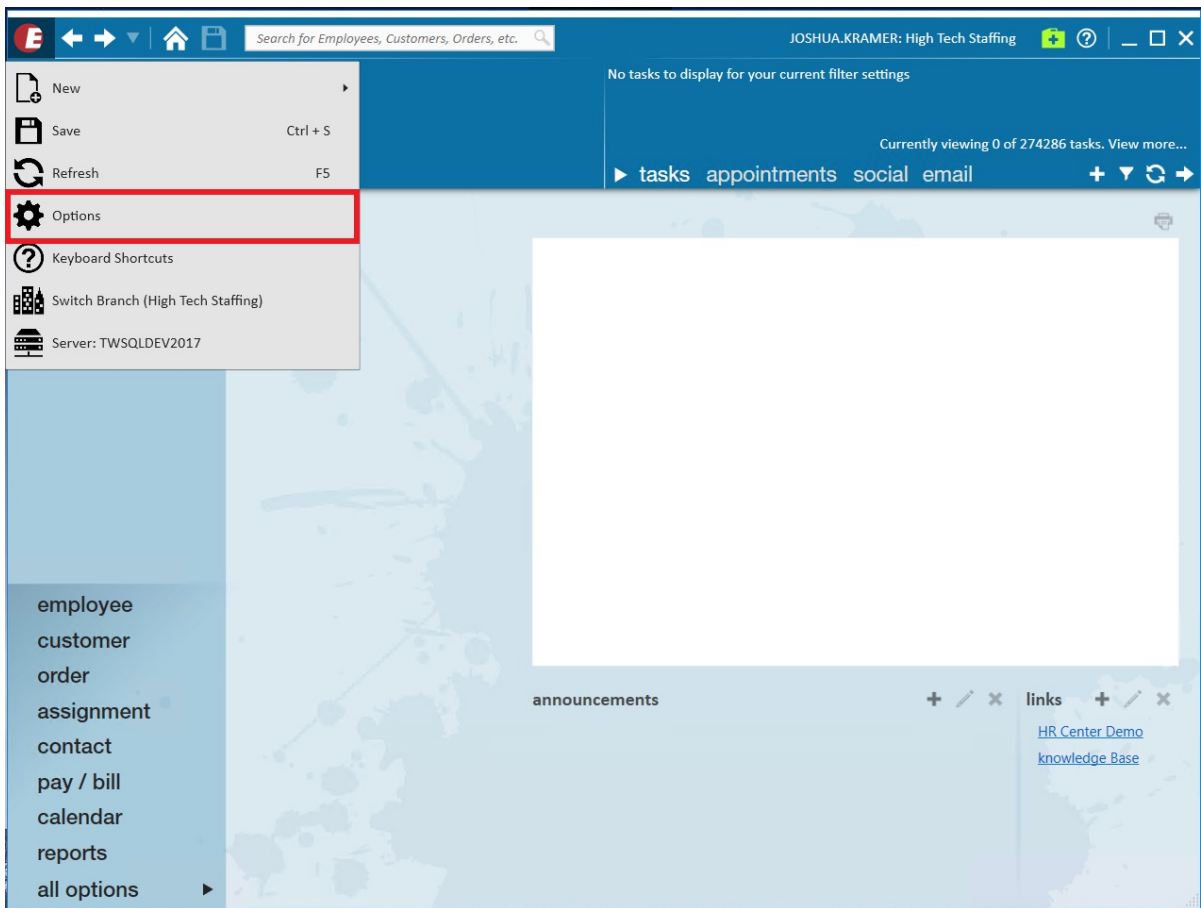 E
Search for Employees, Customers, Orders, etc.
JOSHUA.KRAMER: High Tech Staffing
New
Save Ctrl + S
Refresh F5
Options
Keyboard Shortcuts
Switch Branch (High Tech Staffing)
Server: TWSQLDEV2017
No tasks to display for your current filter settings
Currently viewing 0 of 274286 tasks. View more...
tasks appointments social email
employee
customer
order
assignment
contact
pay / bill
calendar
reports
all options
announcements
links
HR Center Demo
knowledge Base